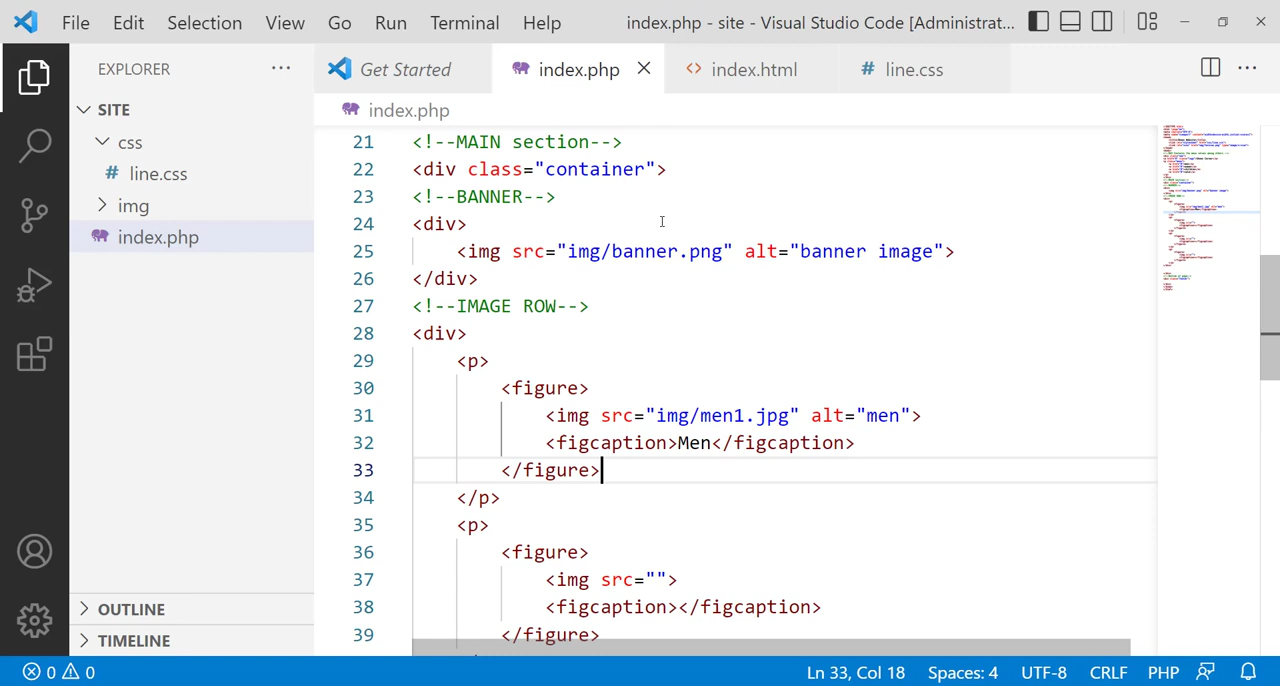 File Edit Selection View Go Run Terminal Help index.php - site - Visual Studio Code [Administrat...
EXPLORER ...
SITE
css
# line.css
img
index.php
OUTLINE
TIMELINE
Get Started index.php <> index.html # line.css ...
index.php
21 <!--MAIN section-->
22 <div class="container">
23 <!--BANNER-->
24 <div>
25 <img src="img/banner.png" alt="banner image">
26 </div>
27 <!--IMAGE ROW-->
28 <div>
29 <p>
30 <figure>
31 <img src="img/men1.jpg" alt="men">
32 <figcaption>Men</figcaption>
33 </figure>
34 </p>
35 <p>
36 <figure>
37 <img src="">
38 <figcaption></figcaption>
39 </figure>
0 0 Ln 33, Col 18 Spaces: 4 UTF-8 CRLF PHP